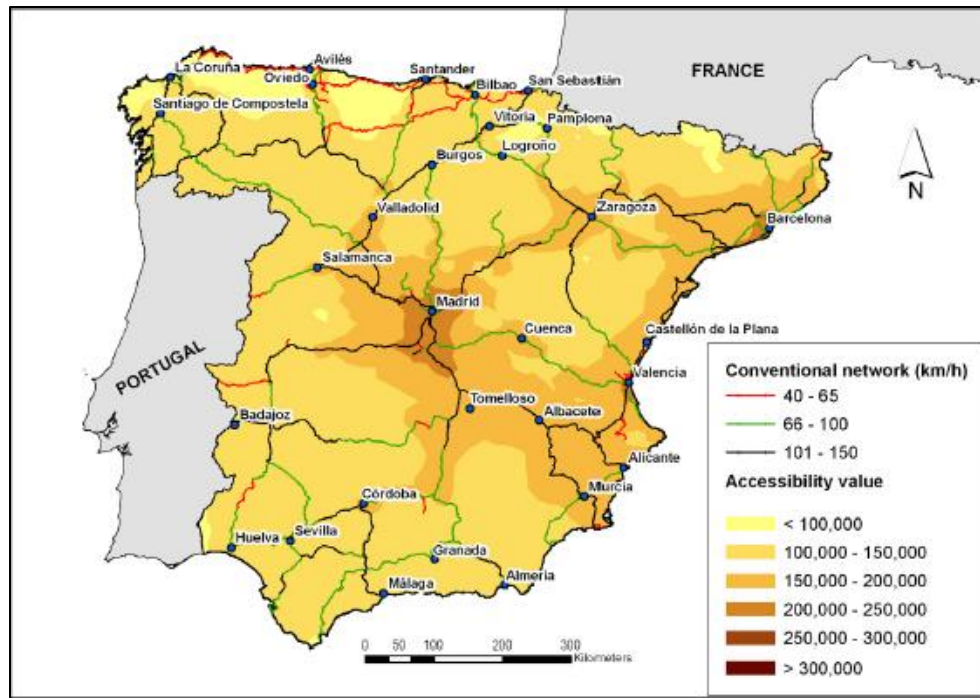 Avilés
La Coruña
Oviedo
Santander
Bilbao
San Sebastián
FRANCE
Santiago de Compostela
Vitoria
Pamplona
Logroño
Burgos
N
Valladolid
Zaragoza
Barcelona
Salamanca
Madrid
Cuenca
Castellón de la Plana
PORTUGAL
Valencia
Tomelloso
Albacete
Badajoz
Alicante
Murcia
Córdoba
Huelva
Sevilla
Granada
Málaga
Almeria
0 50 100 200 300
Kilometers
Conventional network (km/h)
40 - 65
66 - 100
101 - 150
Accessibility value
< 100,000
100,000 - 150,000
150,000 - 200,000
200,000 - 250,000
250,000 - 300,000
> 300,000